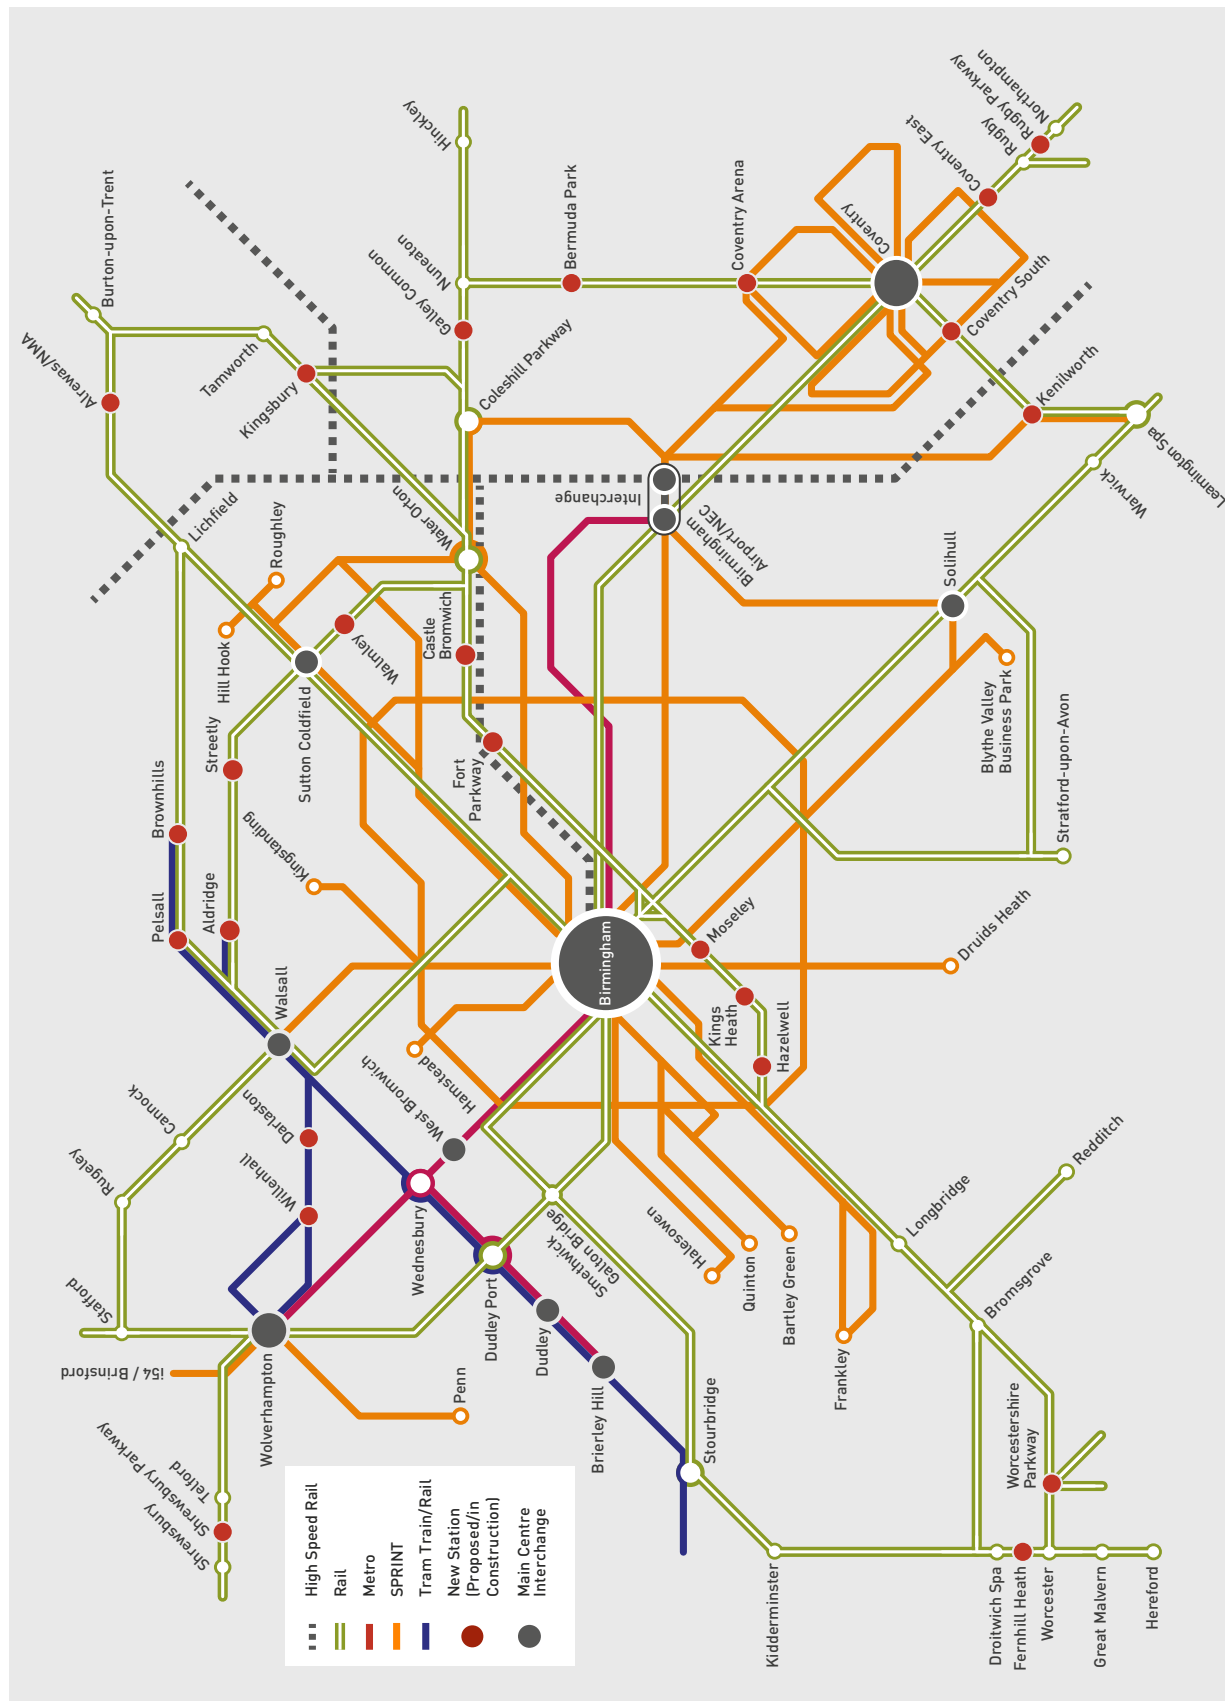 Shrewsbury
Shrewsbury Parkway
Telford
i54 / Brinsford
Stafford
Rugeley
Cannock
Wolverhampton
Penn
Willenhall
Darlaston
Walsall
Pelsall
Brownhills
Aldridge
Streetly
Lichfield
Alrewas/NMA
Burton-upon-Trent
Tamworth
Kingsbury
Hill Hook
Roughley
Sutton Coldfield
Walmley
Kingstanding
Hamstead
West Bromwich
Wednesbury
Dudley Port
Dudley
Brierley Hill
Stourbridge
Smethwick
Galton Bridge
Castle
Bromwich
Fort
Parkway
Water Orton
Coleshill Parkway
Galley Common
Nuneaton
Hinckley
Bermuda Park
Coventry Arena
Coventry
Coventry East
Rugby
Rugby Parkway
Northampton
Coventry South
Kenilworth
Leamington Spa
Warwick
Interchange
Birmingham
Airport/NEC
Solihull
Blythe Valley
Business Park
Stratford-upon-Avon
Birmingham
Moseley
Kings
Heath
Hazelwell
Druids Heath
Halesowen
Quinton
Bartley Green
Frankley
Longbridge
Redditch
Bromsgrove
Worcestershire
Parkway
Kidderminster
Droitwich Spa
Fernhill Heath
Worcester
Great Malvern
Hereford
High Speed Rail
Rail
Metro
SPRINT
Tram Train/Rail
New Station
(Proposed/in
Construction)
Main Centre
Interchange